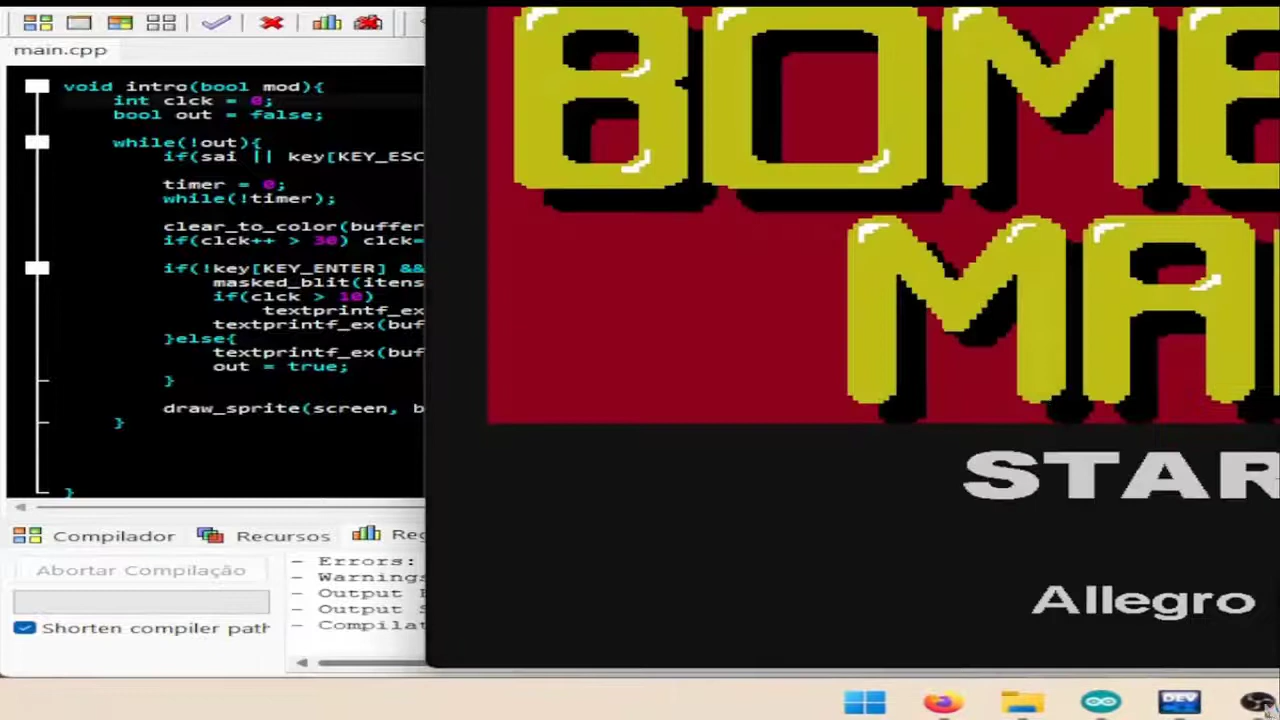 main.cpp
void intro(bool mod){
int clck = 0;
bool out = false;
while(!out){
if(sai || key[KEY_ESC
timer = 0;
while(!timer);
clear_to_color(buffer
if(clck++ > 30) clck=
if(!key[KEY_ENTER] &&
masked_blit(itens
if(clck > 10)
textprintf_ex
textprintf_ex(buf
}else{
textprintf_ex(buf
out = true;
}
draw_sprite(screen, b
}
}
BOMB
MA
STAR
Allegro
Compilador
Recursos
Re
Abortar Compilação
Shorten compiler path
- Errors:
- Warnings
- Output
- Output
- Compila
DEV